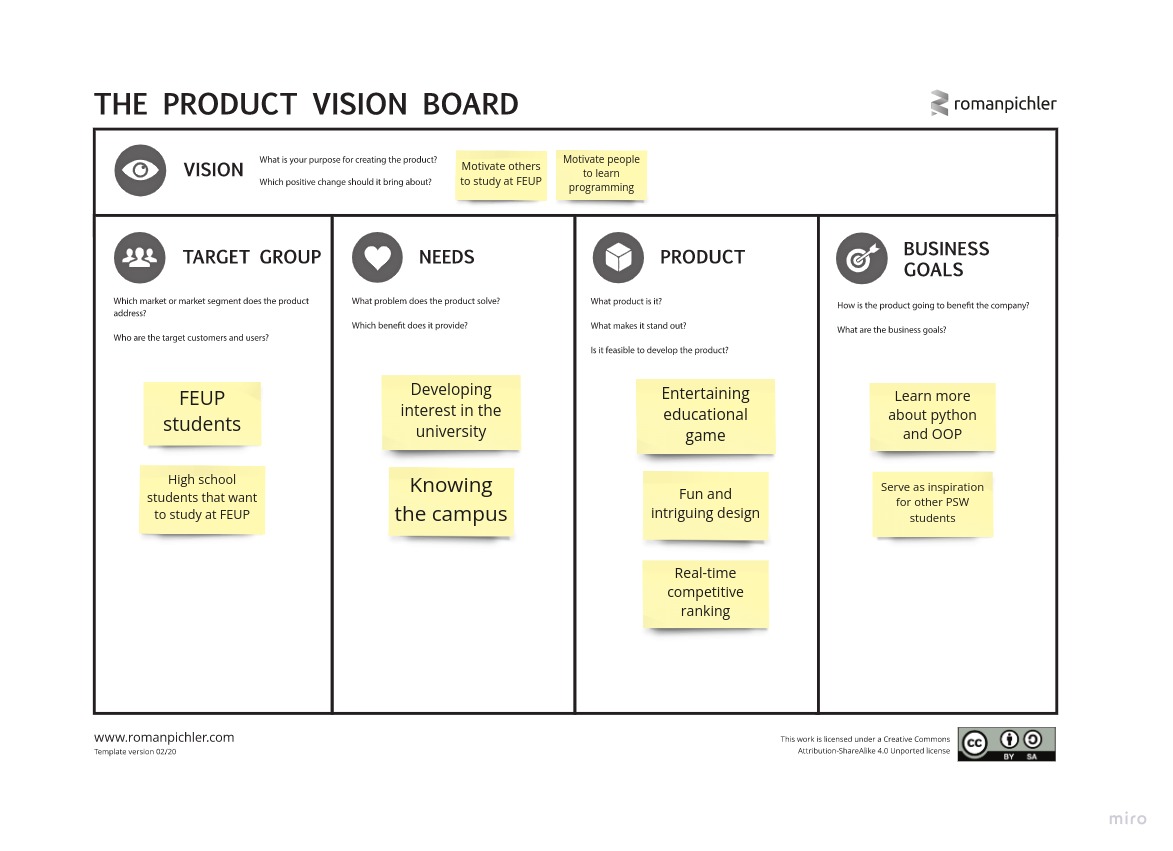 THE PRODUCT VISION BOARD
romanpichler
VISION
What is your purpose for creating the product?
Which positive change should it bring about?
Motivate others
to study at FEUP
Motivate people
to learn
programming
TARGET GROUP
Which market or market segment does the product
address?
Who are the target customers and users?
FEUP
students
High school
students that want
to study at FEUP
NEEDS
What problem does the product solve?
Which benefit does it provide?
Developing
interest in the
university
Knowing
the campus
PRODUCT
What product is it?
What makes it stand out?
Is it feasible to develop the product?
Entertaining
educational
game
Fun and
intriguing design
Real-time
competitive
ranking
BUSINESS
GOALS
How is the product going to benefit the company?
What are the business goals?
Learn more
about python
and OOP
Serve as inspiration
for other PSW
students
www.romanpichler.com
Template version 02/20
This work is licensed under a Creative Commons
Attribution-ShareAlike 4.0 Unported license
cc
BY SA
miro